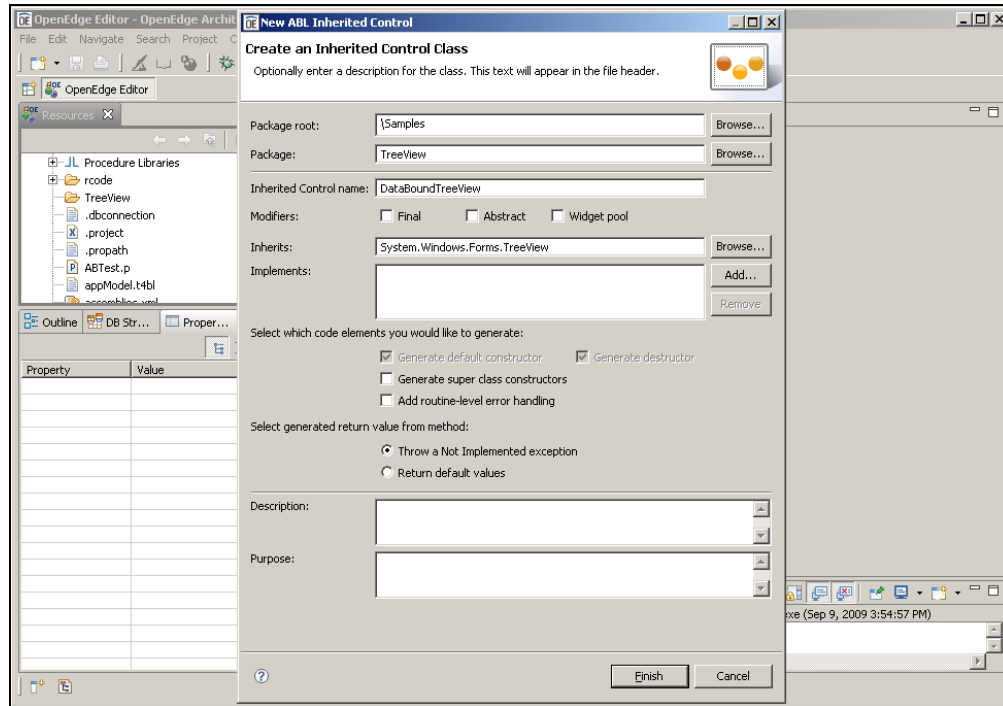 OpenEdge Editor - OpenEdge Archit
File Edit Navigate Search Project C
OpenEdge Editor
Resources
Procedure Libraries
rcode
TreeView
.dbconnection
.project
.propath
ABTest.p
appModel.t4bl
assemblies.xml
Outline DB Str... Proper...
Property Value
New ABL Inherited Control
Create an Inherited Control Class
Optionally enter a description for the class. This text will appear in the file header.
Package root: \Samples Browse...
Package: TreeView Browse...
Inherited Control name: DataBoundTreeView
Modifiers: Final Abstract Widget pool
Inherits: System.Windows.Forms.TreeView Browse...
Implements: Add...
Remove
Select which code elements you would like to generate:
Generate default constructor Generate destructor
Generate super class constructors
Add routine-level error handling
Select generated return value from method:
Throw a Not Implemented exception
Return default values
Description:
Purpose:
Finish Cancel
exe (Sep 9, 2009 3:54:57 PM)